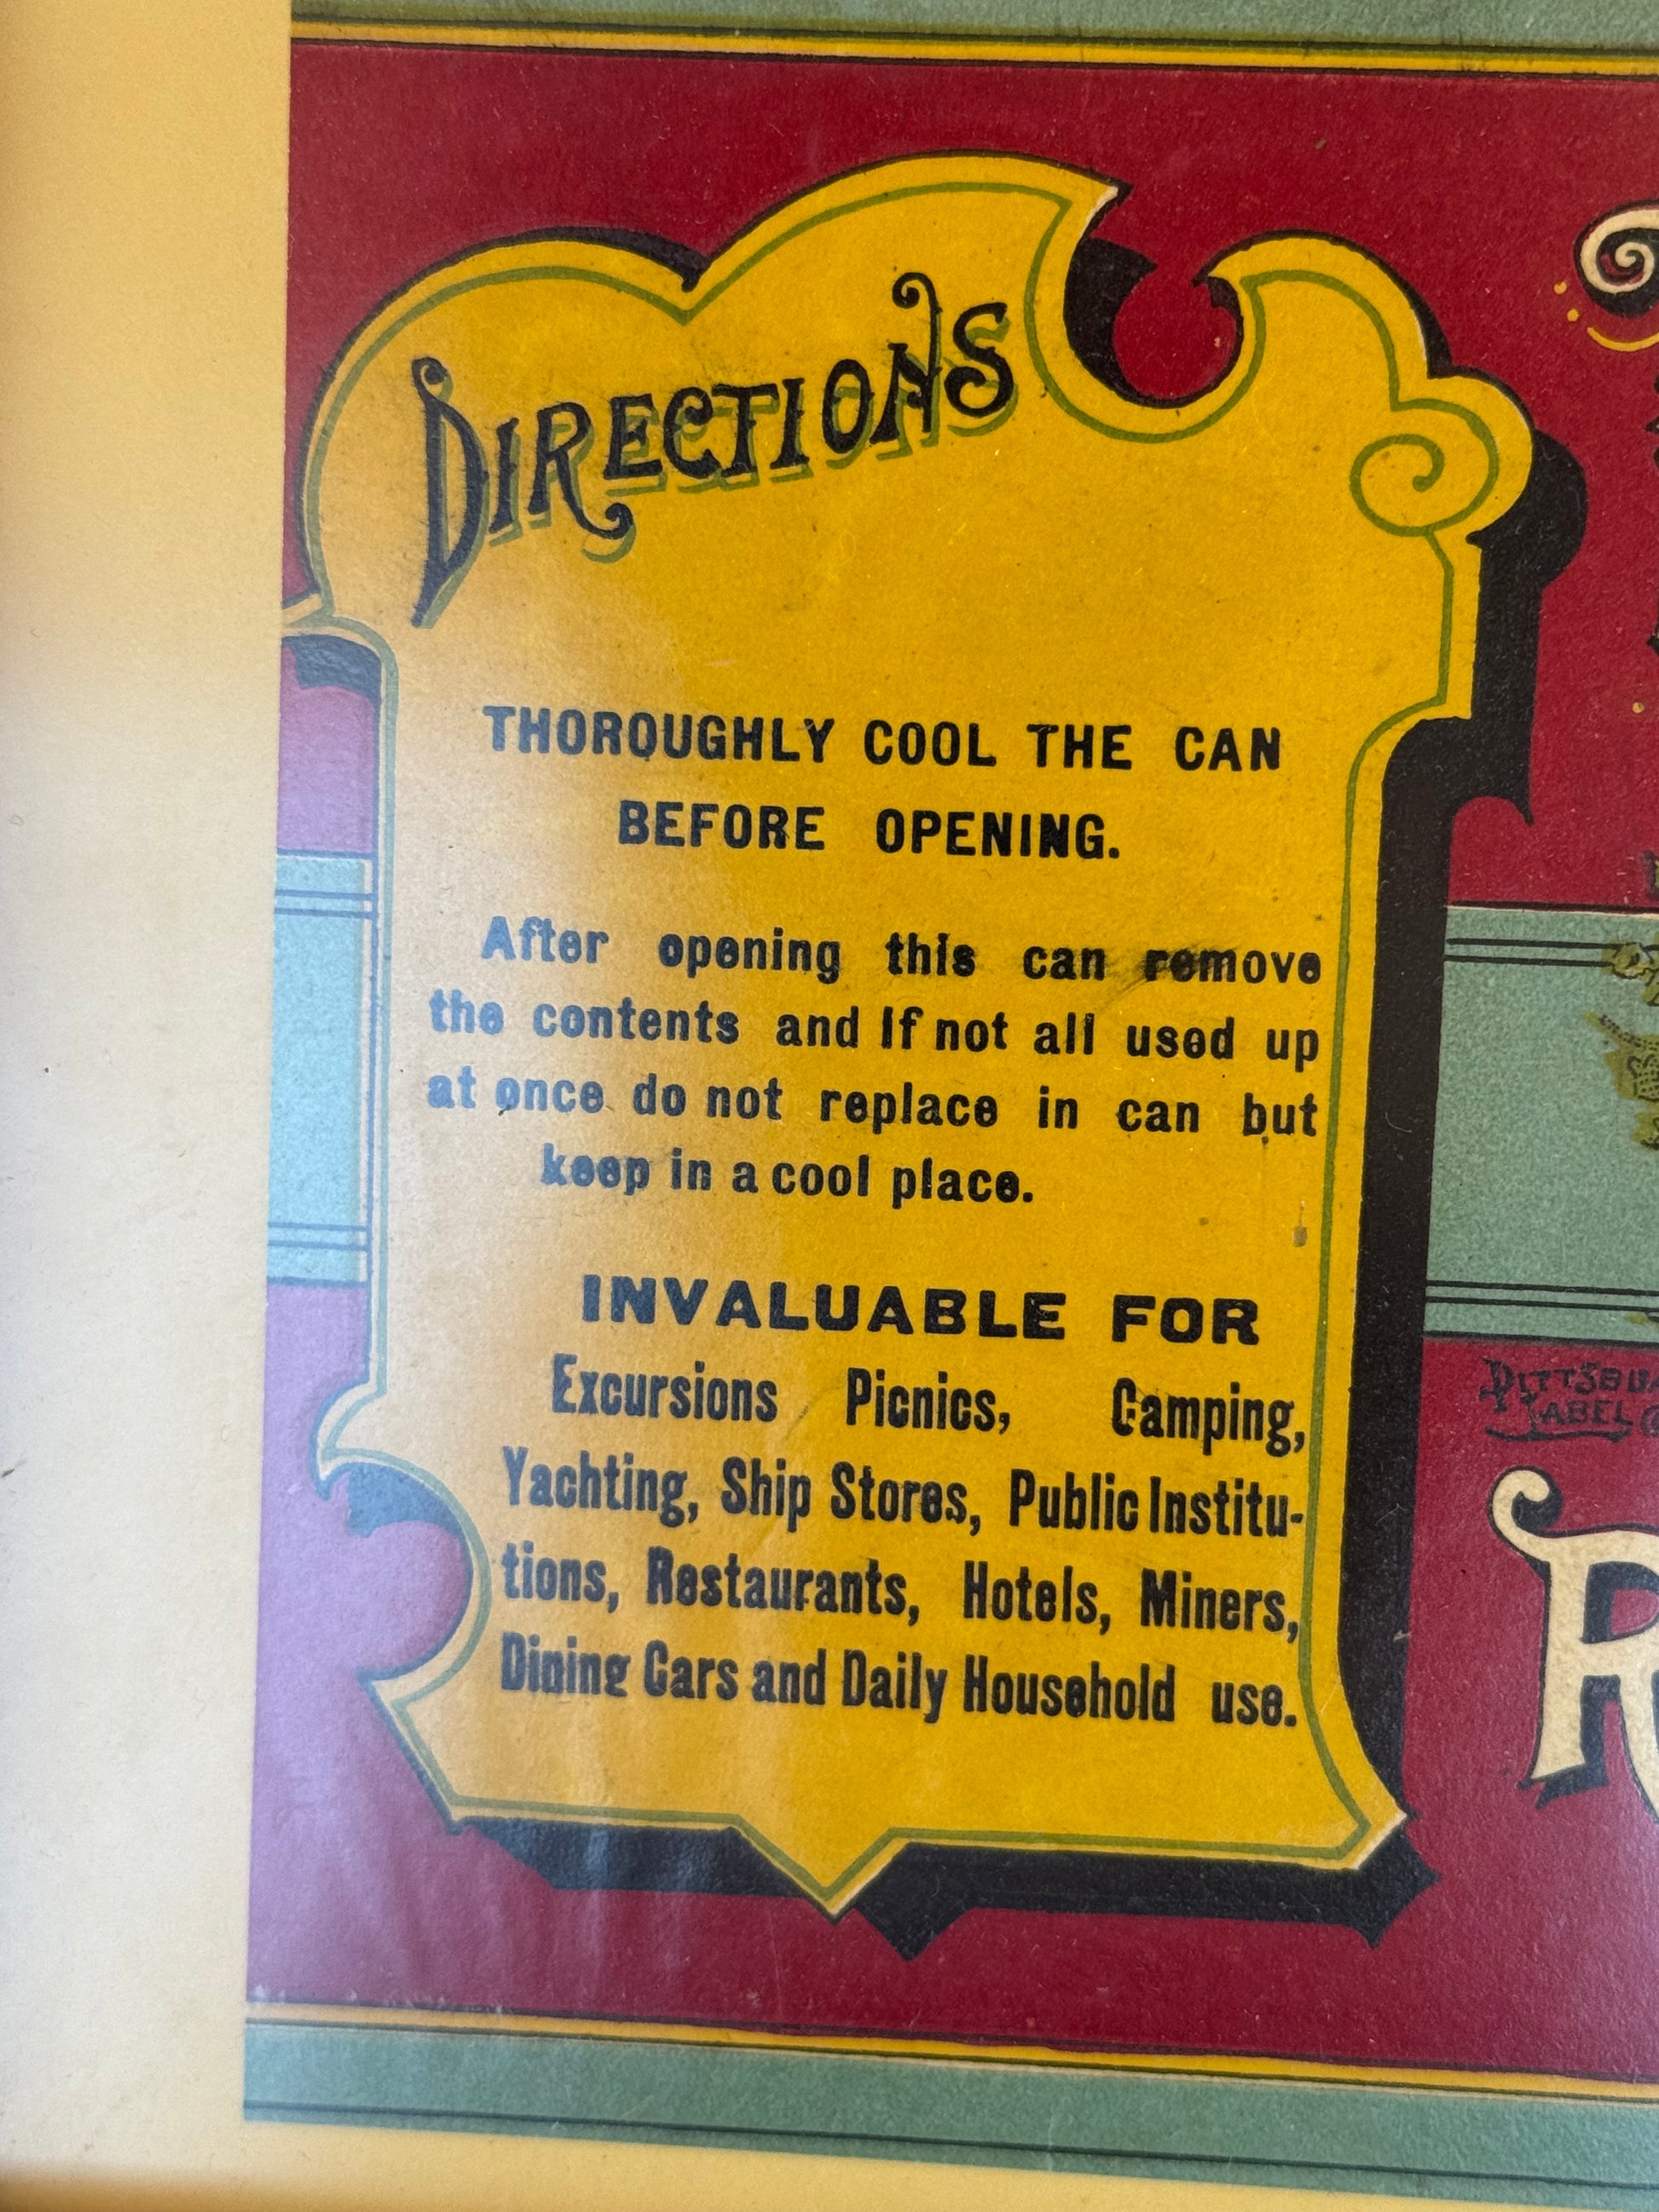 DIRECTIONS
THOROUGHLY COOL THE CAN
BEFORE OPENING.
After opening this can remove
the contents and If not all used up
at once do not replace in can but
keep in a cool place.
INVALUABLE FOR
Excursions Picnics, Camping,
Yachting, Ship Stores, Public Institu-
tions, Restaurants, Hotels, Miners,
Dining Cars and Daily Household use.
LABEL
R